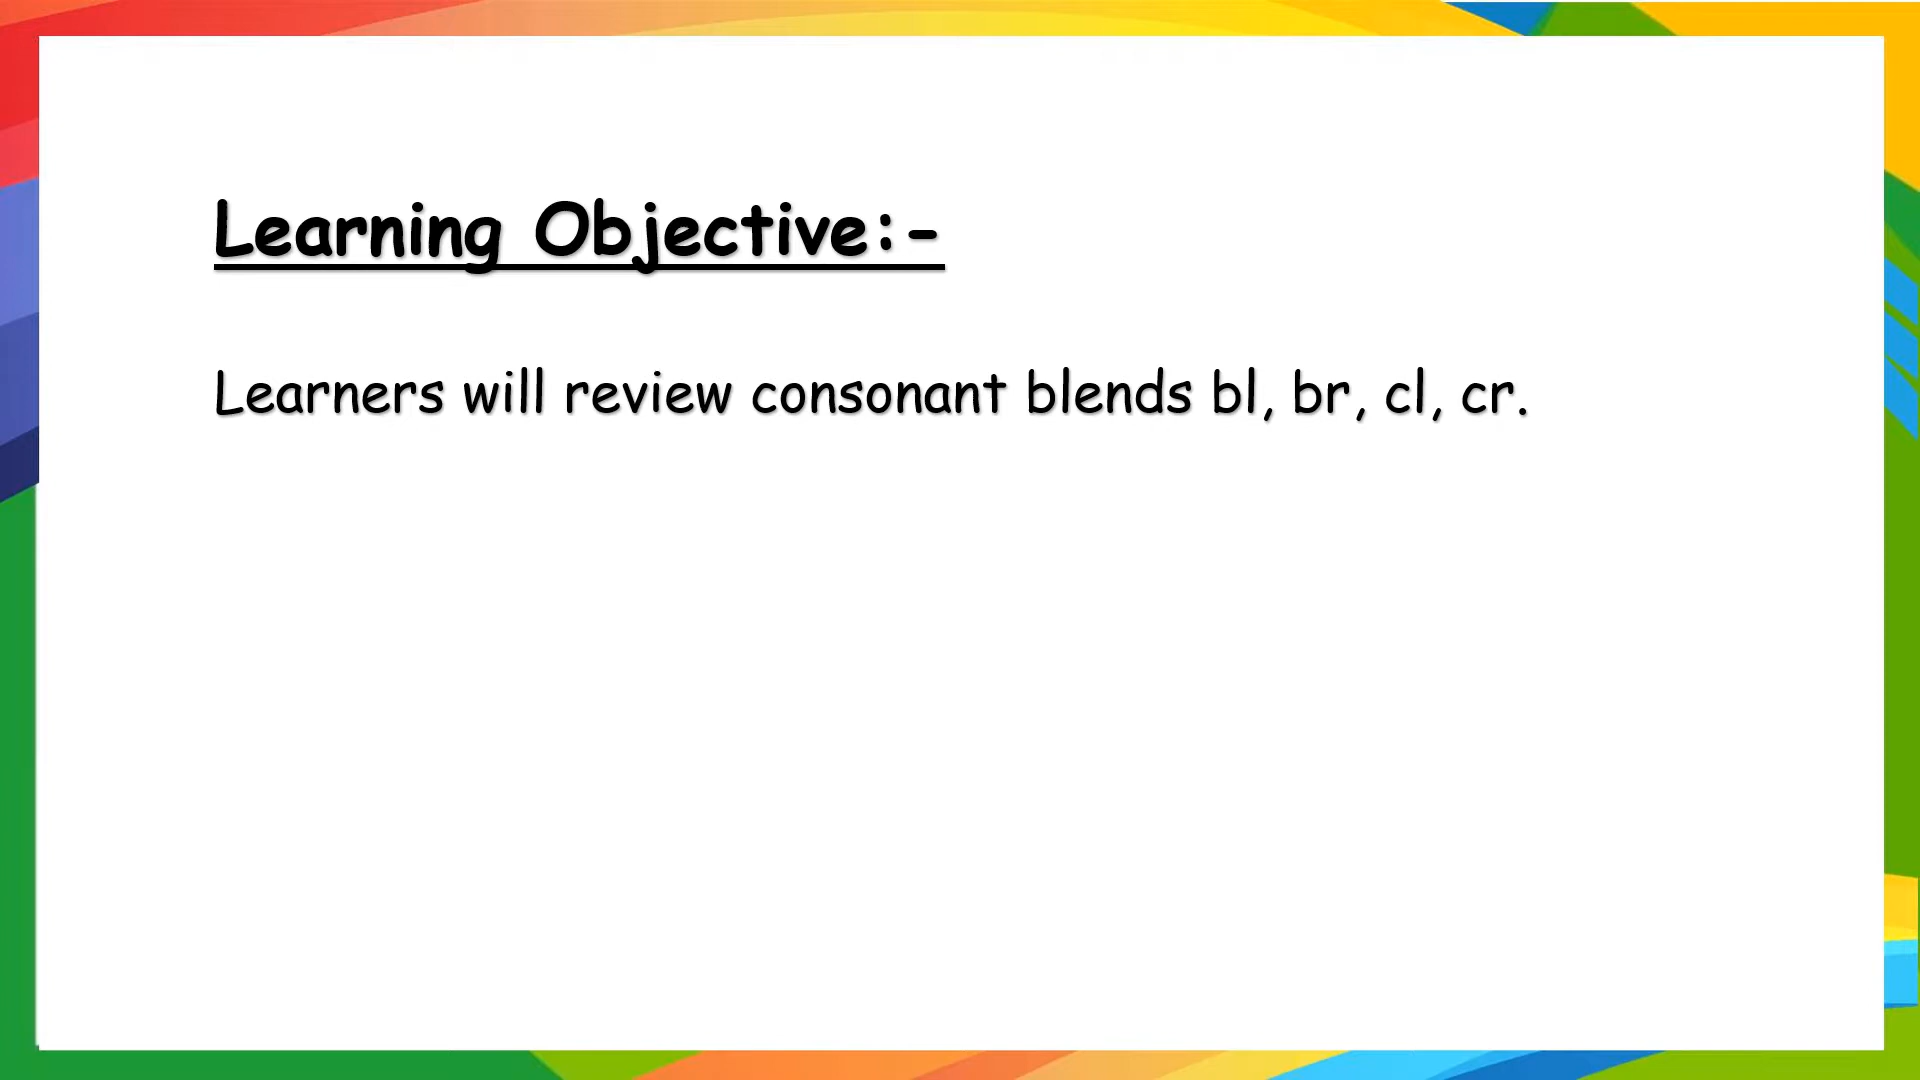 Learning Objective:-
Learners will review consonant blends bl, br, cl, cr.